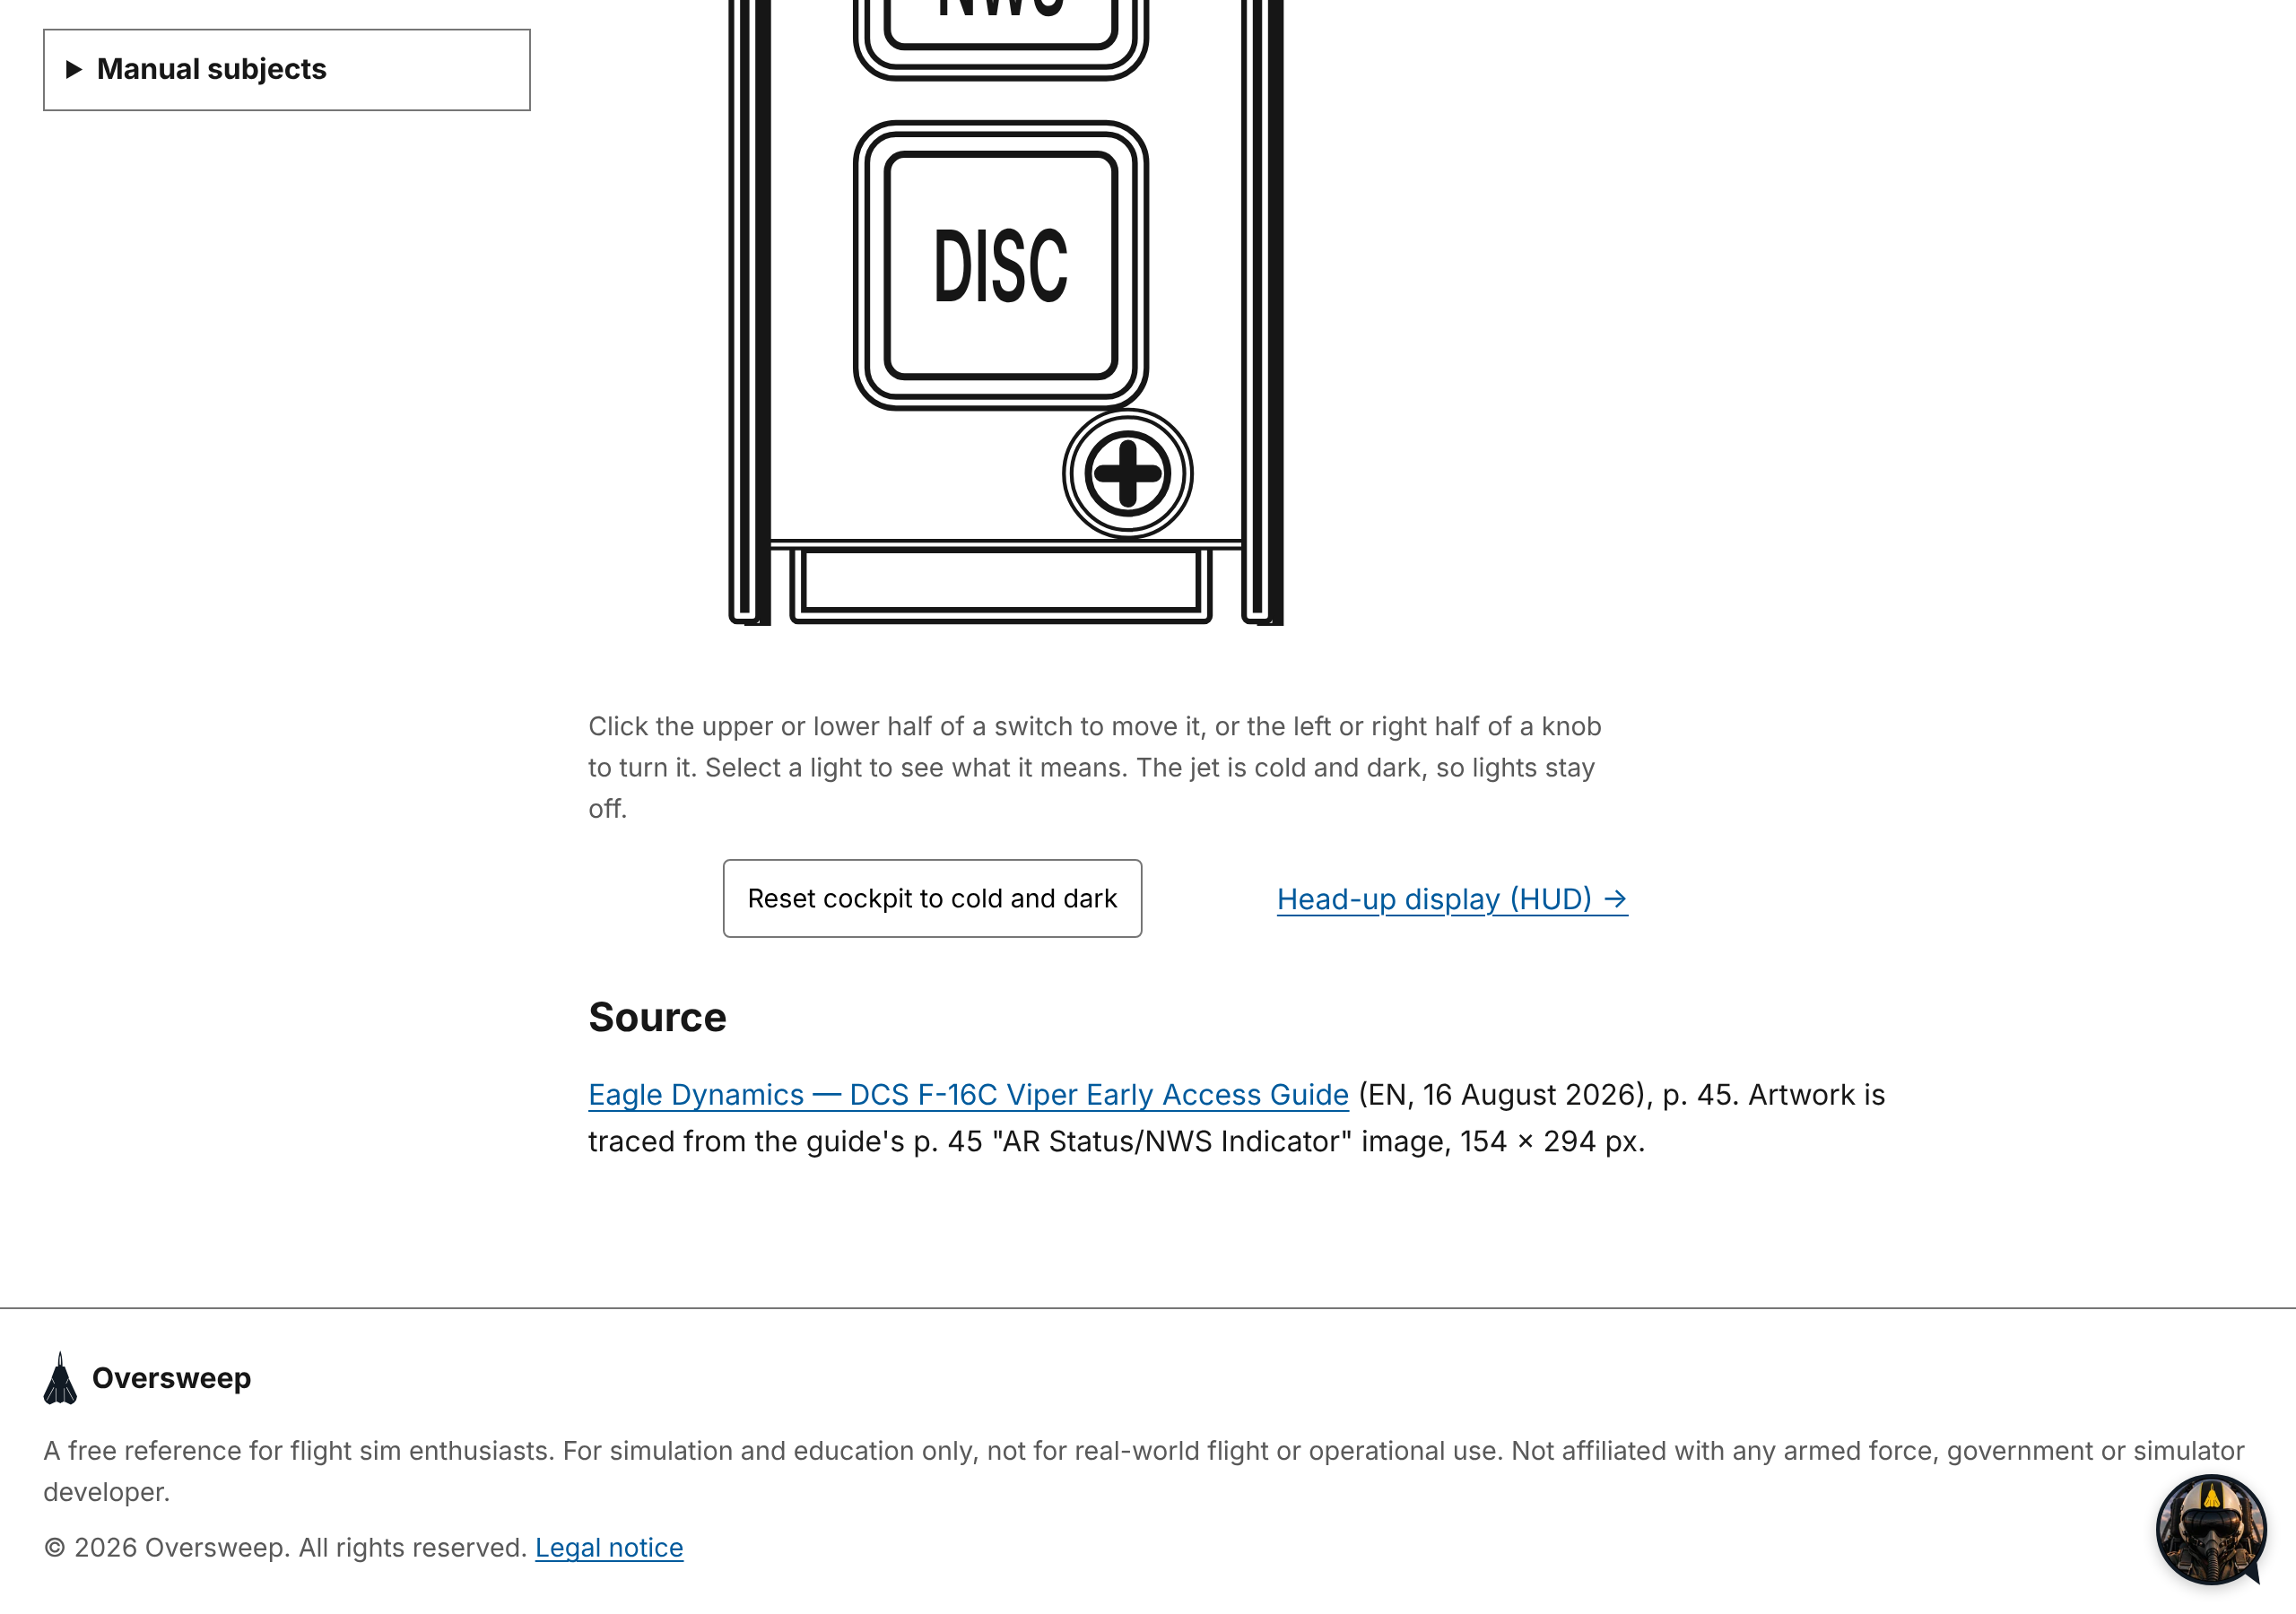 NWS
Manual subjects
DISC
Click the upper or lower half of a switch to move it, or the left or right half of a knob
to turn it. Select a light to see what it means. The jet is cold and dark, so lights stay
off.
Reset cockpit to cold and dark
Head-up display (HUD) →
Source
Eagle Dynamics — DCS F-16C Viper Early Access Guide (EN, 16 August 2026), p. 45. Artwork is
traced from the guide's p. 45 "AR Status/NWS Indicator" image, 154 × 294 px.
Oversweep
A free reference for flight sim enthusiasts. For simulation and education only, not for real-world flight or operational use. Not affiliated with any armed force, government or simulator
developer.
© 2026 Oversweep. All rights reserved. Legal notice